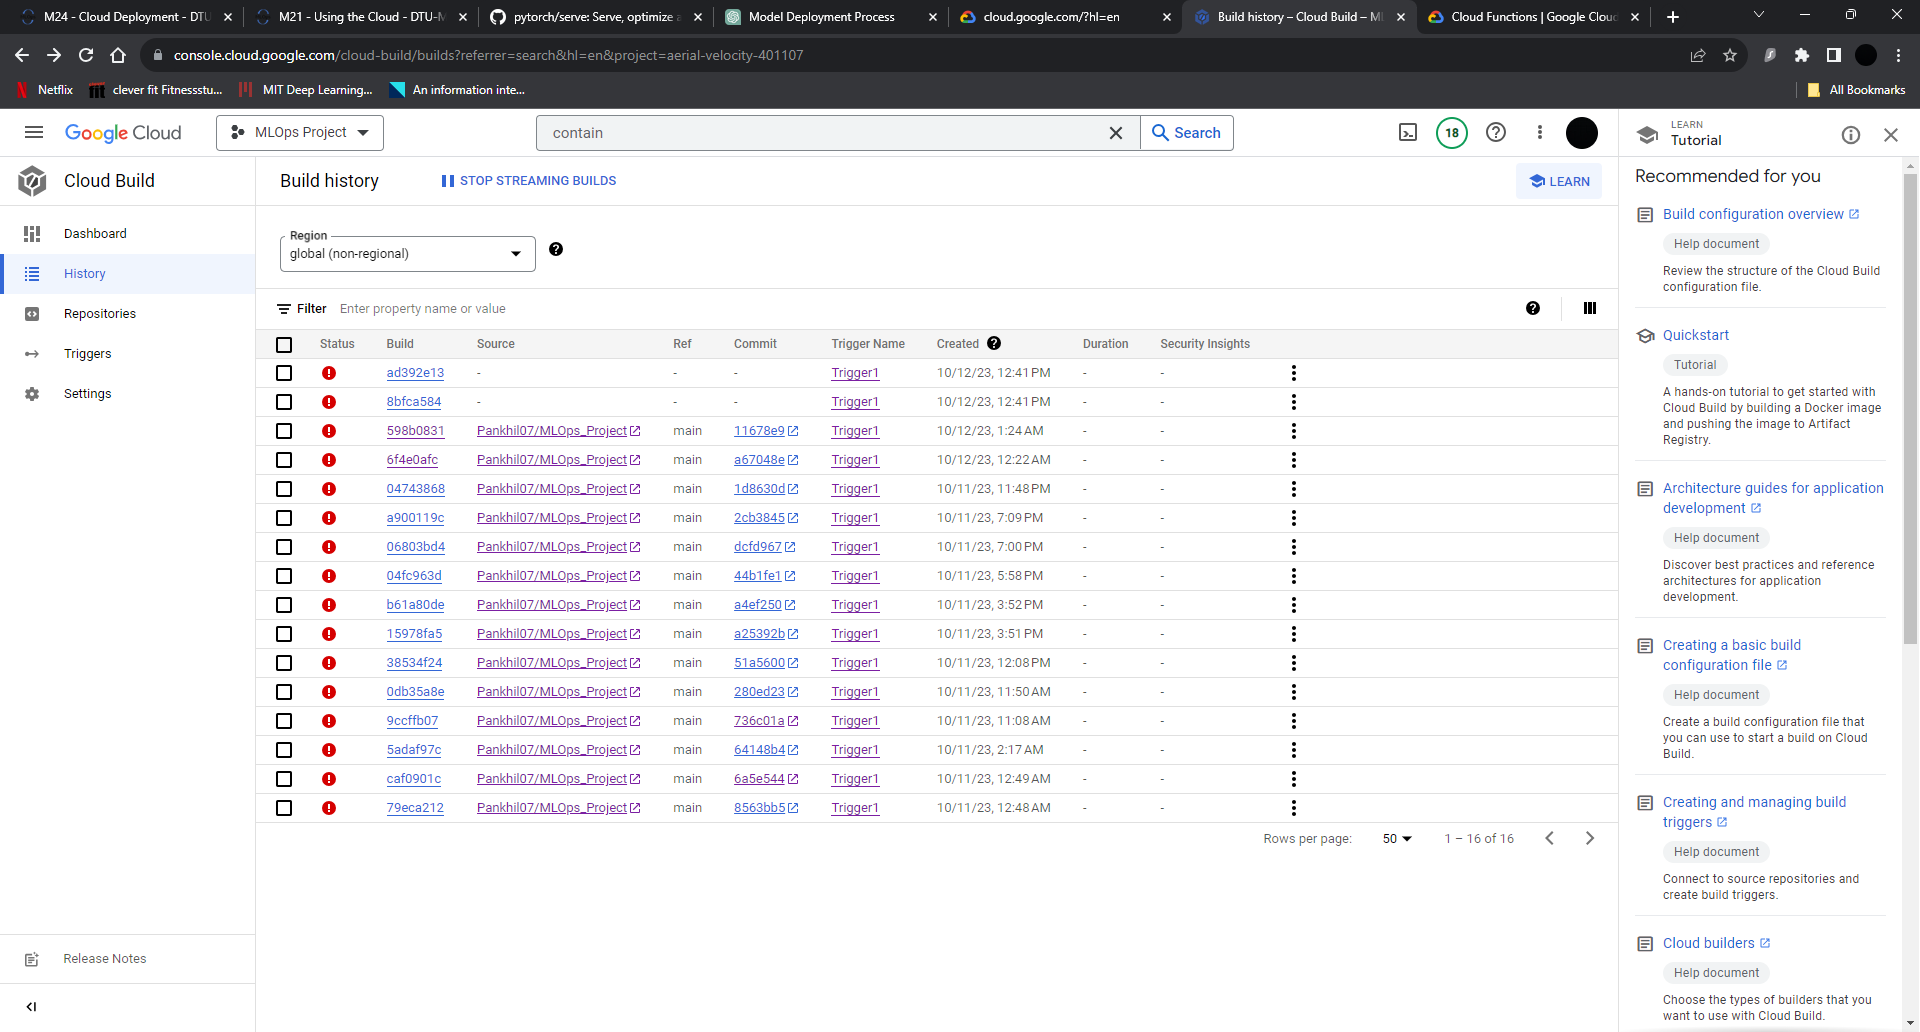 M24 - Cloud Deployment - DTU
M21 - Using the Cloud - DTU-M
pytorch/serve: Serve, optimize a
Model Deployment Process
cloud.google.com/?hl=en
Build history – Cloud Build – ML
Cloud Functions | Google Cloud
console.cloud.google.com/cloud-build/builds?referrer=search&hl=en&project=aerial-velocity-401107
Netflix
clever fit Fitnessstu...
MIT Deep Learning...
An information inte...
All Bookmarks
Google Cloud
MLOps Project
contain
Search
18
LEARN
Tutorial
Cloud Build
Build history
STOP STREAMING BUILDS
LEARN
Dashboard
History
Repositories
Triggers
Settings
Release Notes
Region
global (non-regional)
Filter Enter property name or value
Status Build Source Ref Commit Trigger Name Created Duration Security Insights
ad392e13 - - - Trigger1 10/12/23, 12:41 PM - -
8bfca584 - - - Trigger1 10/12/23, 12:41 PM - -
598b0831 Pankhil07/MLOps_Project main 11678e9 Trigger1 10/12/23, 1:24 AM - -
6f4e0afc Pankhil07/MLOps_Project main a67048e Trigger1 10/12/23, 12:22 AM - -
04743868 Pankhil07/MLOps_Project main 1d8630d Trigger1 10/11/23, 11:48 PM - -
a900119c Pankhil07/MLOps_Project main 2cb3845 Trigger1 10/11/23, 7:09 PM - -
06803bd4 Pankhil07/MLOps_Project main dcfd967 Trigger1 10/11/23, 7:00 PM - -
04fc963d Pankhil07/MLOps_Project main 44b1fe1 Trigger1 10/11/23, 5:58 PM - -
b61a80de Pankhil07/MLOps_Project main a4ef250 Trigger1 10/11/23, 3:52 PM - -
15978fa5 Pankhil07/MLOps_Project main a25392b Trigger1 10/11/23, 3:51 PM - -
38534f24 Pankhil07/MLOps_Project main 51a5600 Trigger1 10/11/23, 12:08 PM - -
0db35a8e Pankhil07/MLOps_Project main 280ed23 Trigger1 10/11/23, 11:50 AM - -
9ccffb07 Pankhil07/MLOps_Project main 736c01a Trigger1 10/11/23, 11:08 AM - -
5adaf97c Pankhil07/MLOps_Project main 64148b4 Trigger1 10/11/23, 2:17 AM - -
caf0901c Pankhil07/MLOps_Project main 6a5e544 Trigger1 10/11/23, 12:49 AM - -
79eca212 Pankhil07/MLOps_Project main 8563bb5 Trigger1 10/11/23, 12:48 AM - -
Rows per page: 50 1 – 16 of 16
Recommended for you
Build configuration overview
Help document
Review the structure of the Cloud Build
configuration file.
Quickstart
Tutorial
A hands-on tutorial to get started with
Cloud Build by building a Docker image
and pushing the image to Artifact
Registry.
Architecture guides for application
development
Help document
Discover best practices and reference
architectures for application
development.
Creating a basic build
configuration file
Help document
Create a build configuration file that
you can use to start a build on Cloud
Build.
Creating and managing build
triggers
Help document
Connect to source repositories and
create build triggers.
Cloud builders
Help document
Choose the types of builders that you
want to use with Cloud Build.